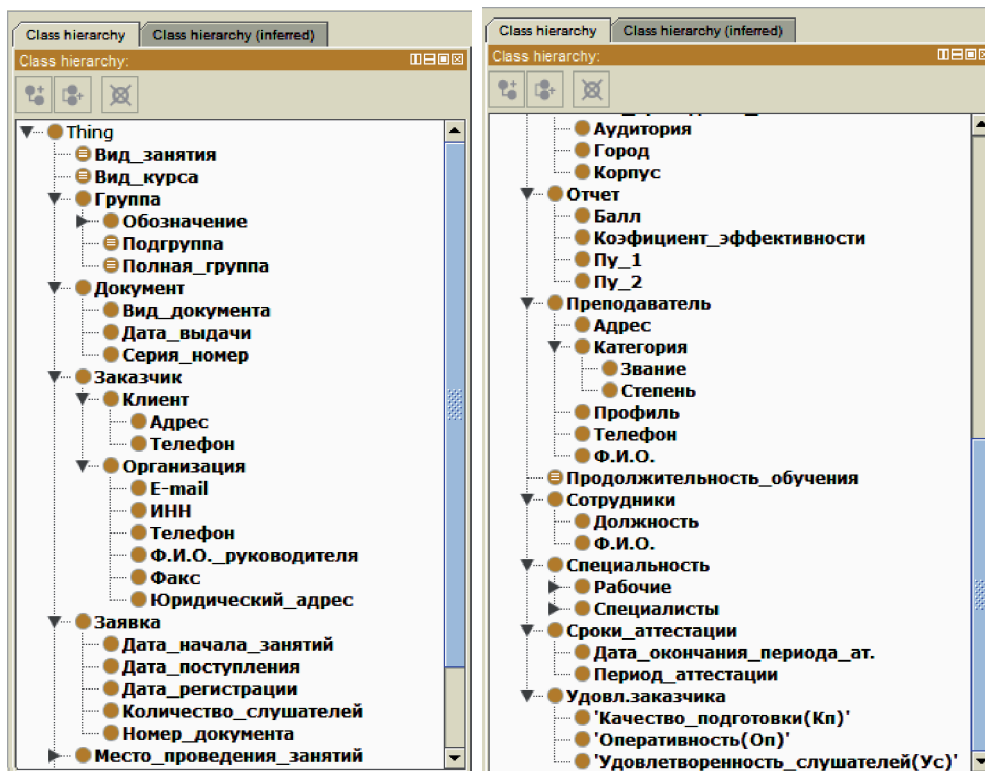 Class hierarchy
Class hierarchy (inferred)
Class hierarchy:
Thing
Вид_занятия
Вид_курса
Группа
Обозначение
Подгруппа
Полная_группа
Документ
Вид_документа
Дата_выдачи
Серия_номер
Заказчик
Клиент
Адрес
Телефон
Организация
E-mail
ИНН
Телефон
Ф.И.О._руководителя
Факс
Юридический_адрес
Заявка
Дата_начала_занятий
Дата_поступления
Дата_регистрации
Количество_слушателей
Номер_документа
Место_проведения_занятий
Class hierarchy
Class hierarchy (inferred)
Class hierarchy:
Аудитория
Город
Корпус
Отчет
Балл
Коэфициент_эффективности
Пу_1
Пу_2
Преподаватель
Адрес
Категория
Звание
Степень
Профиль
Телефон
Ф.И.О.
Продолжительность_обучения
Сотрудники
Должность
Ф.И.О.
Специальность
Рабочие
Специалисты
Сроки_аттестации
Дата_окончания_периода_ат.
Период_аттестации
Удовл.заказчика
'Качество_подготовки(Кп)'
'Оперативность(Оп)'
'Удовлетворенность_слушателей(Ус)'